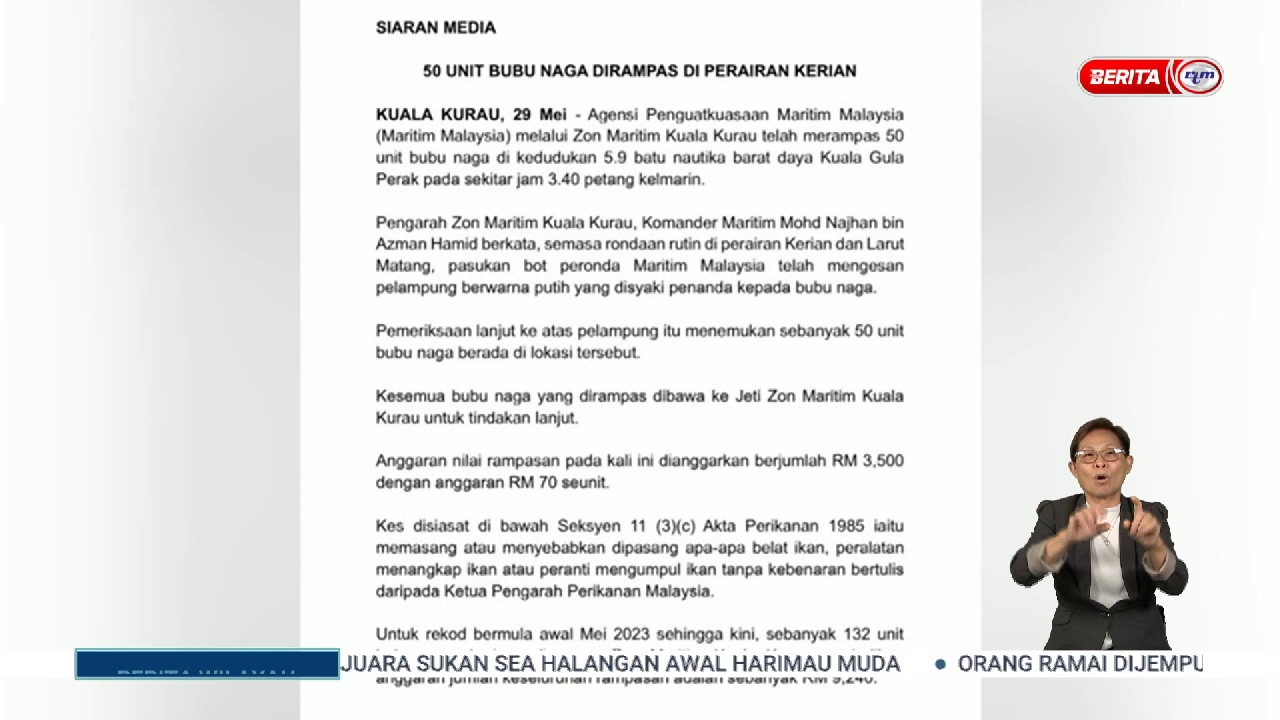 SIARAN MEDIA
50 UNIT BUBU NAGA DIRAMPAS DI PERAIRAN KERIAN
BERITA rtm
KUALA KURAU, 29 Mei - Agensi Penguatkuasaan Maritim Malaysia
(Maritim Malaysia) melalui Zon Maritim Kuala Kurau telah merampas 50
unit bubu naga di kedudukan 5.9 batu nautika barat daya Kuala Gula
Perak pada sekitar jam 3.40 petang kelmarin.
Pengarah Zon Maritim Kuala Kurau, Komander Maritim Mohd Najhan bin
Azman Hamid berkata, semasa rondaan rutin di perairan Kerian dan Larut
Matang, pasukan bot peronda Maritim Malaysia telah mengesan
pelampung berwarna putih yang disyaki penanda kepada bubu naga.
Pemeriksaan lanjut ke atas pelampung itu menemukan sebanyak 50 unit
bubu naga berada di lokasi tersebut.
Kesemua bubu naga yang dirampas dibawa ke Jeti Zon Maritim Kuala
Kurau untuk tindakan lanjut.
Anggaran nilai rampasan pada kali ini dianggarkan berjumlah RM 3,500
dengan anggaran RM 70 seunit.
Kes disiasat di bawah Seksyen 11 (3)(c) Akta Perikanan 1985 iaitu
memasang atau menyebabkan dipasang apa-apa belat ikan, peralatan
menangkap ikan atau peranti mengumpul ikan tanpa kebenaran bertulis
daripada Ketua Pengarah Perikanan Malaysia.
Untuk rekod bermula awal Mei 2023 sehingga kini, sebanyak 132 unit
JUARA SUKAN SEA HALANGAN AWAL HARIMAU MUDA • ORANG RAMAI DIJEMPU
anggaran jumlah keseluruhan rampasan adalah sebanyak RM 9,240.